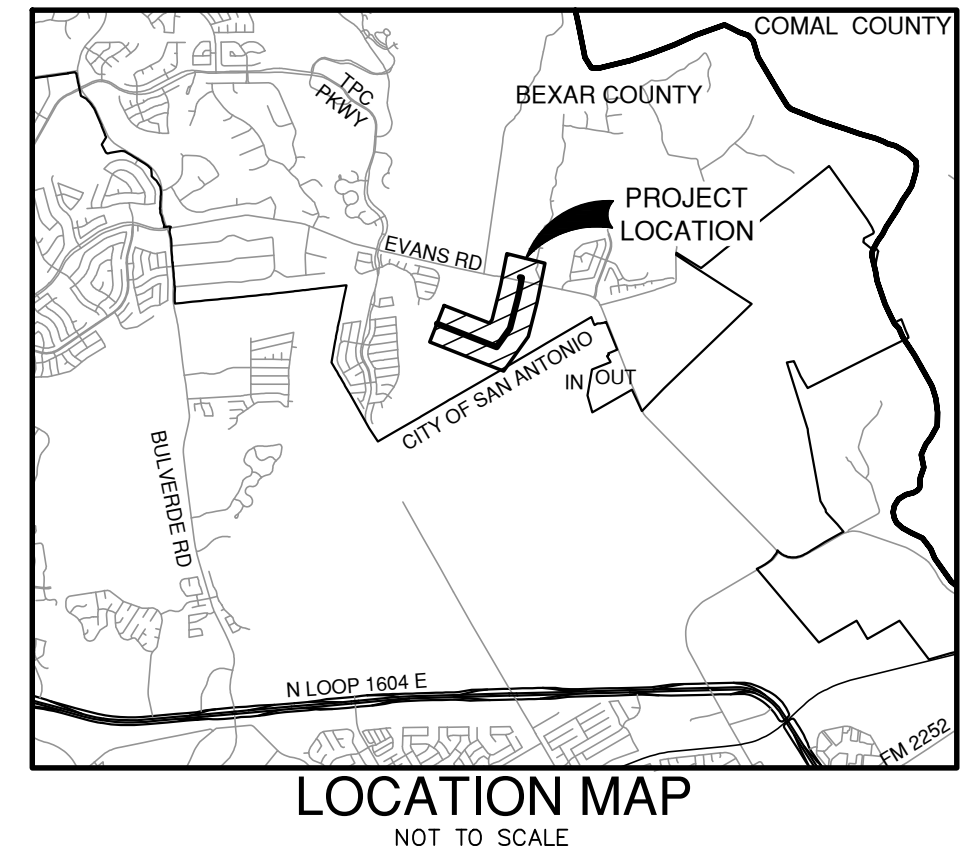 COMAL COUNTY
TPC
PKWY
BEXAR COUNTY
PROJECT
LOCATION
EVANS RD
CITY OF SAN ANTONIO
IN
OUT
BULVERDE RD
N LOOP 1604 E
FM 2252
LOCATION MAP
NOT TO SCALE